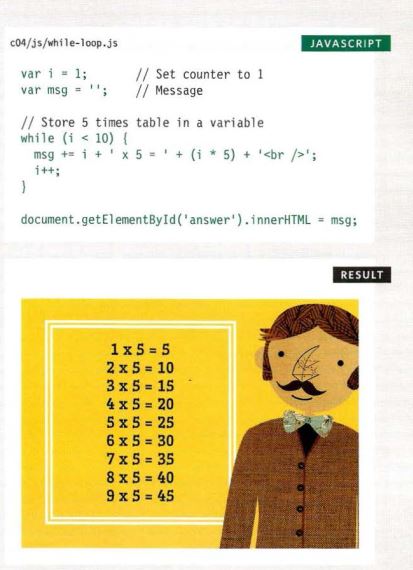 c04/js/while-loop.js
JAVASCRIPT
var i = 1;       // Set counter to 1
var msg = '';    // Message
// Store 5 times table in a variable
while (i < 10) {
  msg += i + ' x 5 = ' + (i * 5) + '<br />';
  i++;
}
document.getElementById('answer').innerHTML = msg;
RESULT
1 x 5 = 5
2 x 5 = 10
3 x 5 = 15
4 x 5 = 20
5 x 5 = 25
6 x 5 = 30
7 x 5 = 35
8 x 5 = 40
9 x 5 = 45